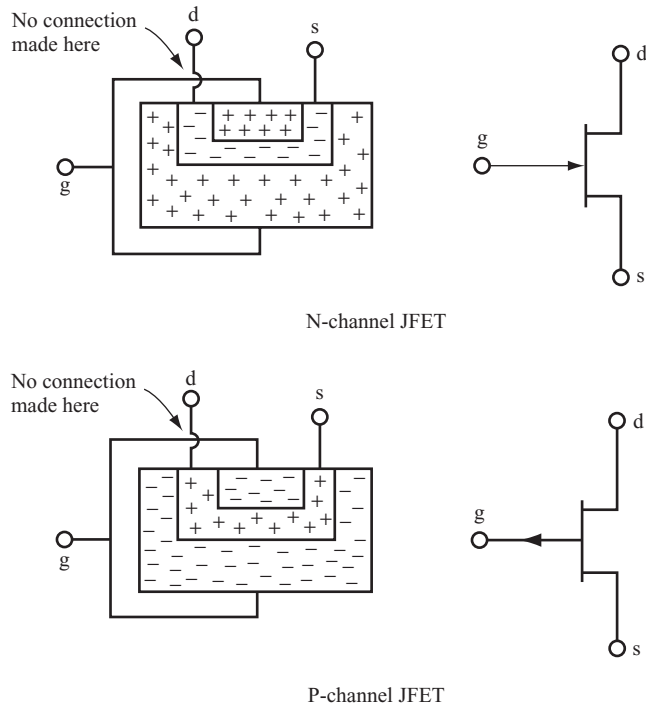 No connection
made here
d
s
g
d
g
s
N-channel JFET
No connection
made here
d
s
g
d
g
s
P-channel JFET